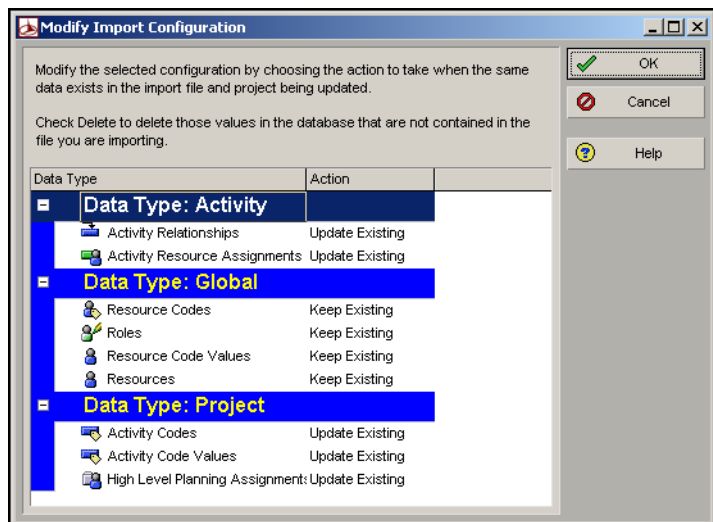 Modify Import Configuration
Modify the selected configuration by choosing the action to take when the same
data exists in the import file and project being updated.
Check Delete to delete those values in the database that are not contained in the
file you are importing.
OK
Cancel
Help
Data Type Action
Data Type: Activity
Activity Relationships Update Existing
Activity Resource Assignments Update Existing
Data Type: Global
Resource Codes Keep Existing
Roles Keep Existing
Resource Code Values Keep Existing
Resources Keep Existing
Data Type: Project
Activity Codes Update Existing
Activity Code Values Update Existing
High Level Planning Assignment Update Existing